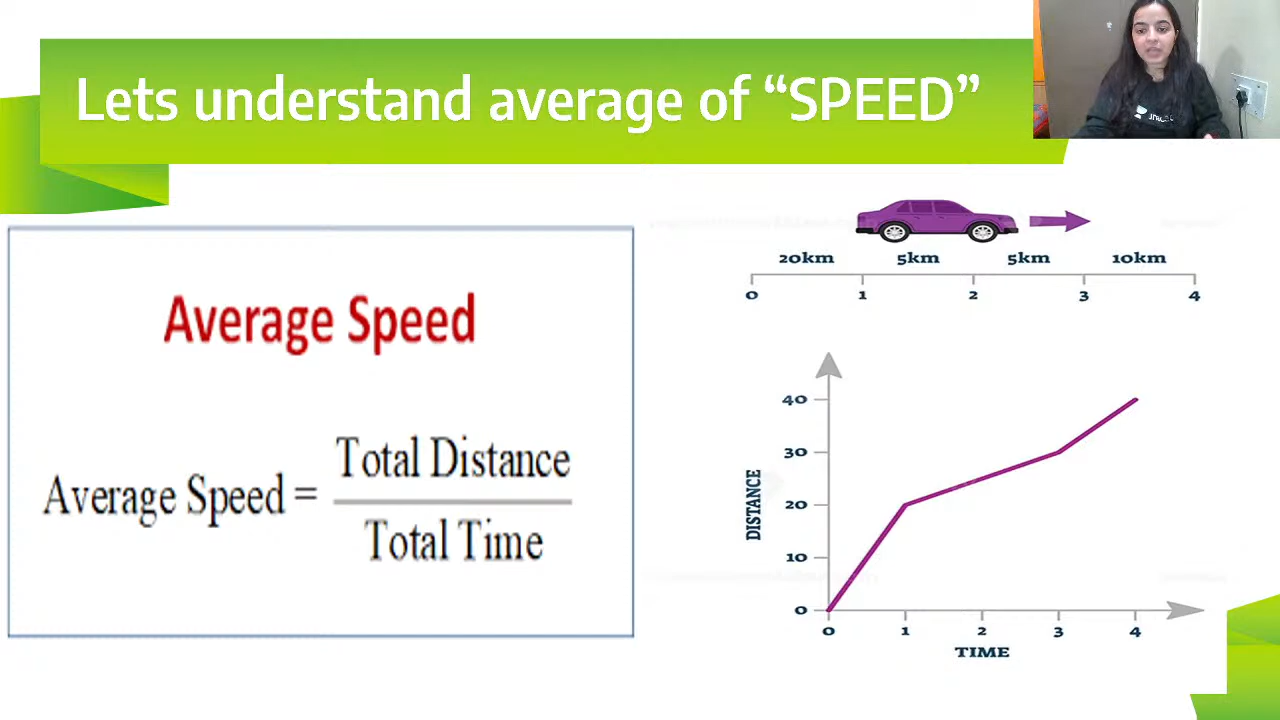 Lets understand average of “SPEED”
Average Speed
Average Speed =
Total Distance
Total Time
20km 5km 5km 10km
0 1 2 3 4
40
30
20
10
0
DISTANCE
0 1 2 3 4
TIME